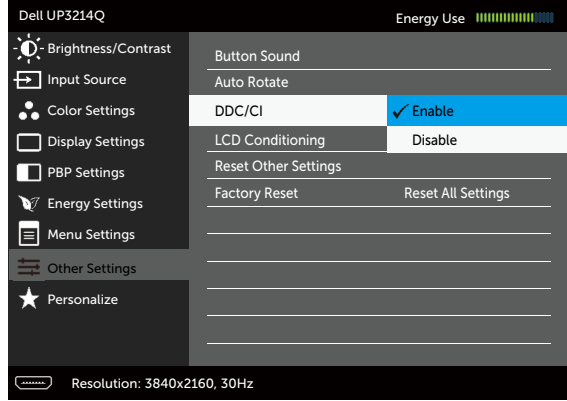 Dell UP3214Q
Energy Use
Brightness/Contrast
Input Source
Color Settings
Display Settings
PBP Settings
Energy Settings
Menu Settings
Other Settings
Personalize
Button Sound
Auto Rotate
DDC/CI
Enable
LCD Conditioning
Disable
Reset Other Settings
Factory Reset
Reset All Settings
Resolution: 3840x2160, 30Hz